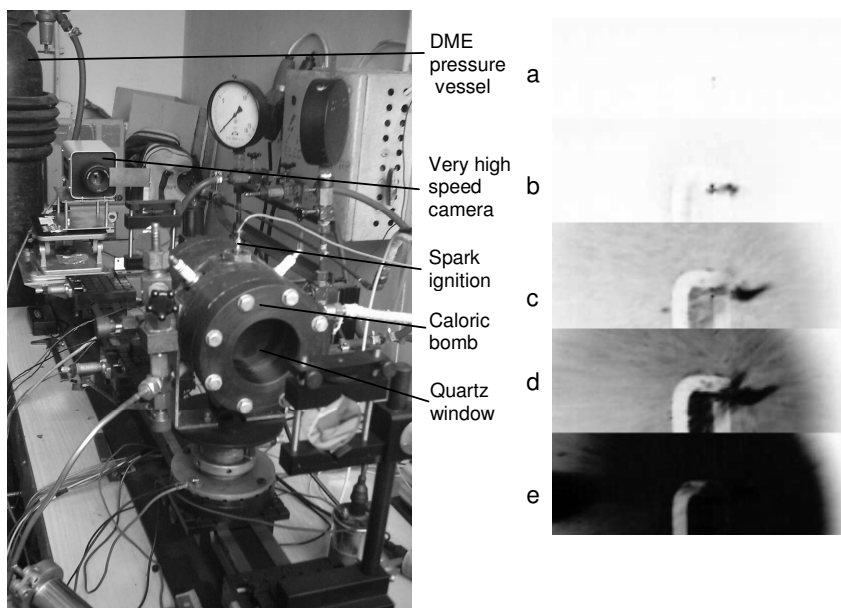 DME
pressure
vessel
Very high
speed
camera
Spark
ignition
Caloric
bomb
Quartz
window
a
b
c
d
e